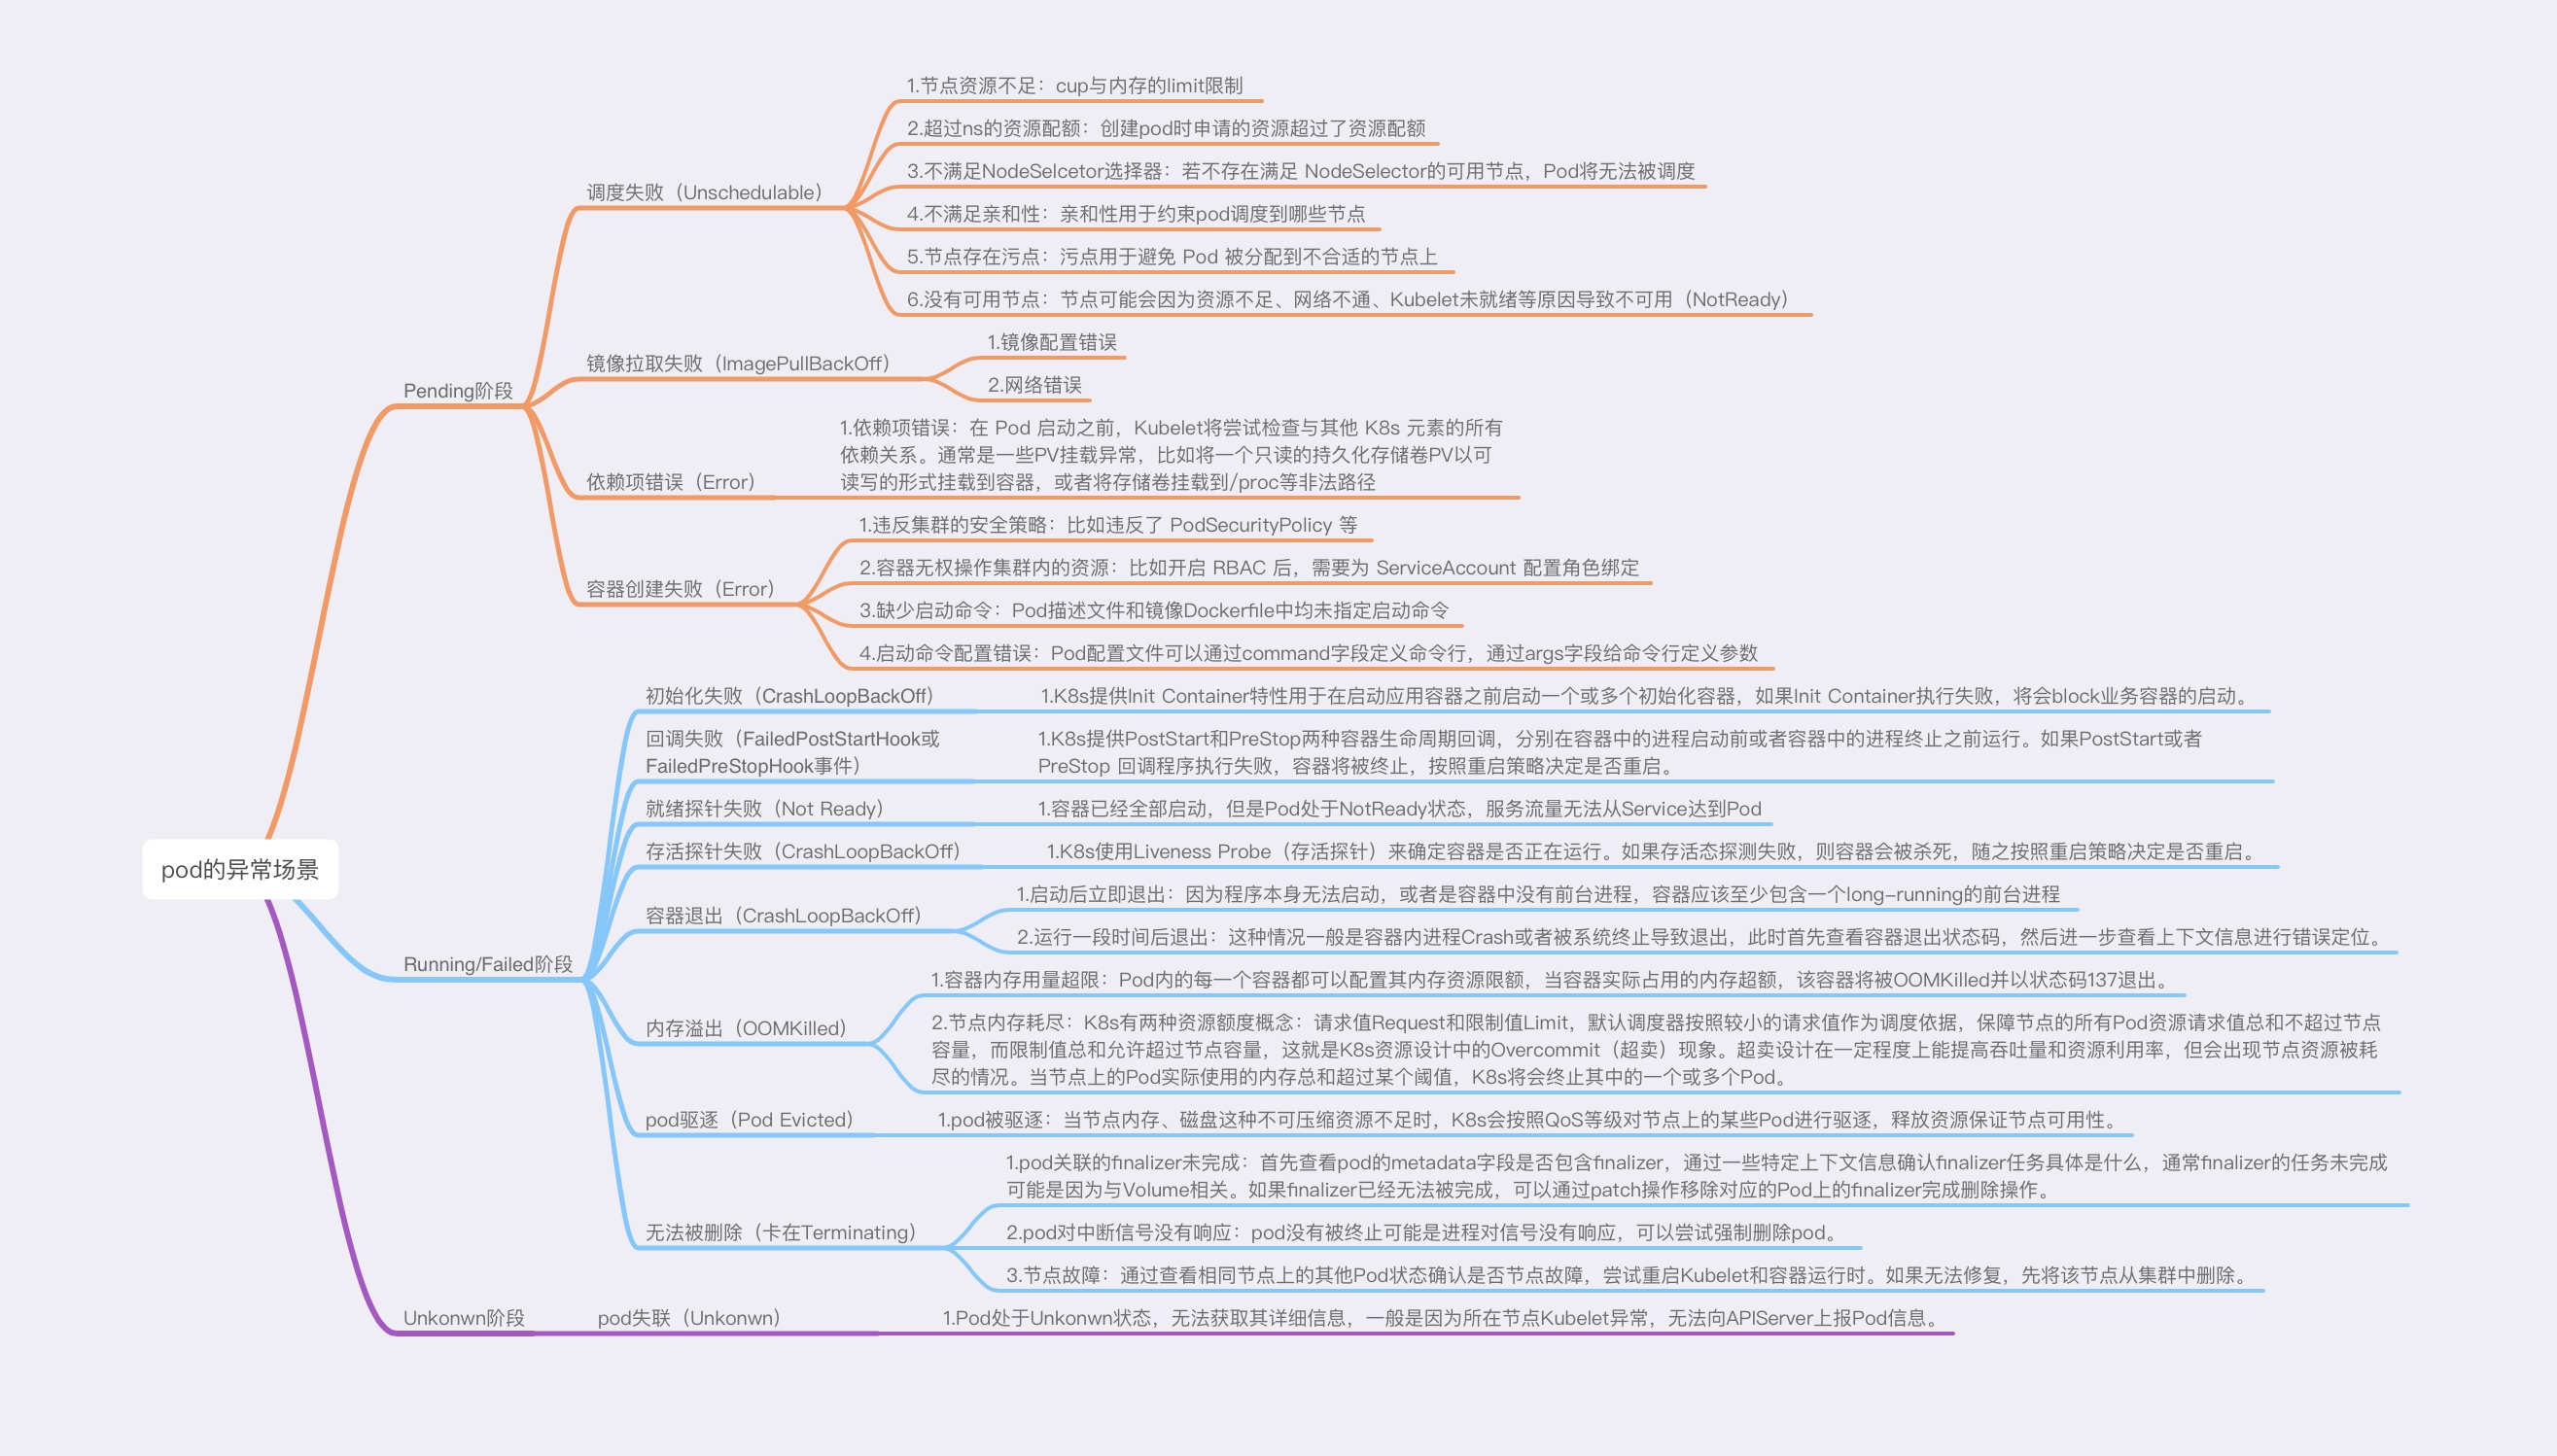 pod的异常场景
Pending阶段
调度失败（Unschedulable）
1.节点资源不足：cup与内存的limit限制
2.超过ns的资源配额：创建pod时申请的资源超过了资源配额
3.不满足NodeSelcetor选择器：若不存在满足 NodeSelector的可用节点，Pod将无法被调度
4.不满足亲和性：亲和性用于约束pod调度到哪些节点
5.节点存在污点：污点用于避免 Pod 被分配到不合适的节点上
6.没有可用节点：节点可能会因为资源不足、网络不通、Kubelet未就绪等原因导致不可用（NotReady）
镜像拉取失败（ImagePullBackOff）
1.镜像配置错误
2.网络错误
依赖项错误（Error）
1.依赖项错误：在 Pod 启动之前，Kubelet将尝试检查与其他 K8s 元素的所有
依赖关系。通常是一些PV挂载异常，比如将一个只读的持久化存储卷PV以可
读写的形式挂载到容器，或者将存储卷挂载到/proc等非法路径
容器创建失败（Error）
1.违反集群的安全策略：比如违反了 PodSecurityPolicy 等
2.容器无权操作集群内的资源：比如开启 RBAC 后，需要为 ServiceAccount 配置角色绑定
3.缺少启动命令：Pod描述文件和镜像Dockerfile中均未指定启动命令
4.启动命令配置错误：Pod配置文件可以通过command字段定义命令行，通过args字段给命令行定义参数
Running/Failed阶段
初始化失败（CrashLoopBackOff）
1.K8s提供Init Container特性用于在启动应用容器之前启动一个或多个初始化容器，如果Init Container执行失败，将会block业务容器的启动。
回调失败（FailedPostStartHook或
FailedPreStopHook事件）
1.K8s提供PostStart和PreStop两种容器生命周期回调，分别在容器中的进程启动前或者容器中的进程终止之前运行。如果PostStart或者
PreStop 回调程序执行失败，容器将被终止，按照重启策略决定是否重启。
就绪探针失败（Not Ready）
1.容器已经全部启动，但是Pod处于NotReady状态，服务流量无法从Service达到Pod
存活探针失败（CrashLoopBackOff）
1.K8s使用Liveness Probe（存活探针）来确定容器是否正在运行。如果存活态探测失败，则容器会被杀死，随之按照重启策略决定是否重启。
容器退出（CrashLoopBackOff）
1.启动后立即退出：因为程序本身无法启动，或者是容器中没有前台进程，容器应该至少包含一个long-running的前台进程
2.运行一段时间后退出：这种情况一般是容器内进程Crash或者被系统终止导致退出，此时首先查看容器退出状态码，然后进一步查看上下文信息进行错误定位。
内存溢出（OOMKilled）
1.容器内存用量超限：Pod内的每一个容器都可以配置其内存资源限额，当容器实际占用的内存超额，该容器将被OOMKilled并以状态码137退出。
2.节点内存耗尽：K8s有两种资源额度概念：请求值Request和限制值Limit，默认调度器按照较小的请求值作为调度依据，保障节点的所有Pod资源请求值总和不超过节点
容量，而限制值总和允许超过节点容量，这就是K8s资源设计中的Overcommit（超卖）现象。超卖设计在一定程度上能提高吞吐量和资源利用率，但会出现节点资源被耗
尽的情况。当节点上的Pod实际使用的内存总和超过某个阈值，K8s将会终止其中的一个或多个Pod。
pod驱逐（Pod Evicted）
1.pod被驱逐：当节点内存、磁盘这种不可压缩资源不足时，K8s会按照QoS等级对节点上的某些Pod进行驱逐，释放资源保证节点可用性。
无法被删除（卡在Terminating）
1.pod关联的finalizer未完成：首先查看pod的metadata字段是否包含finalizer，通过一些特定上下文信息确认finalizer任务具体是什么，通常finalizer的任务未完成
可能是因为与Volume相关。如果finalizer已经无法被完成，可以通过patch操作移除对应的Pod上的finalizer完成删除操作。
2.pod对中断信号没有响应：pod没有被终止可能是进程对信号没有响应，可以尝试强制删除pod。
3.节点故障：通过查看相同节点上的其他Pod状态确认是否节点故障，尝试重启Kubelet和容器运行时。如果无法修复，先将该节点从集群中删除。
Unkonwn阶段
pod失联（Unkonwn）
1.Pod处于Unkonwn状态，无法获取其详细信息，一般是因为所在节点Kubelet异常，无法向APIServer上报Pod信息。